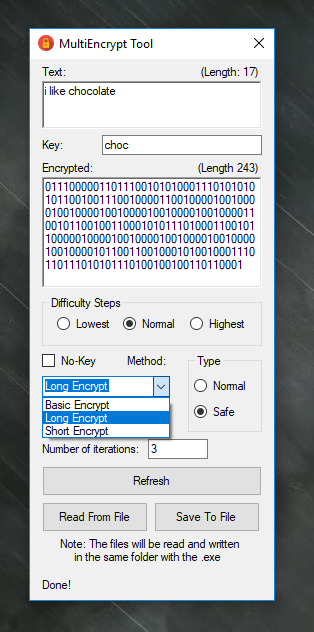 MultiEncrypt Tool
Text: (Length: 17)
i like chocolate
Key: choc
Encrypted: (Length 243)
Difficulty Steps
Lowest Normal Highest
No-Key Method: Type
Long Encrypt Normal
Basic Encrypt
Long Encrypt Safe
Short Encrypt
Number of iterations: 3
Refresh
Read From File Save To File
Note: The files will be read and written
in the same folder with the .exe
Done!